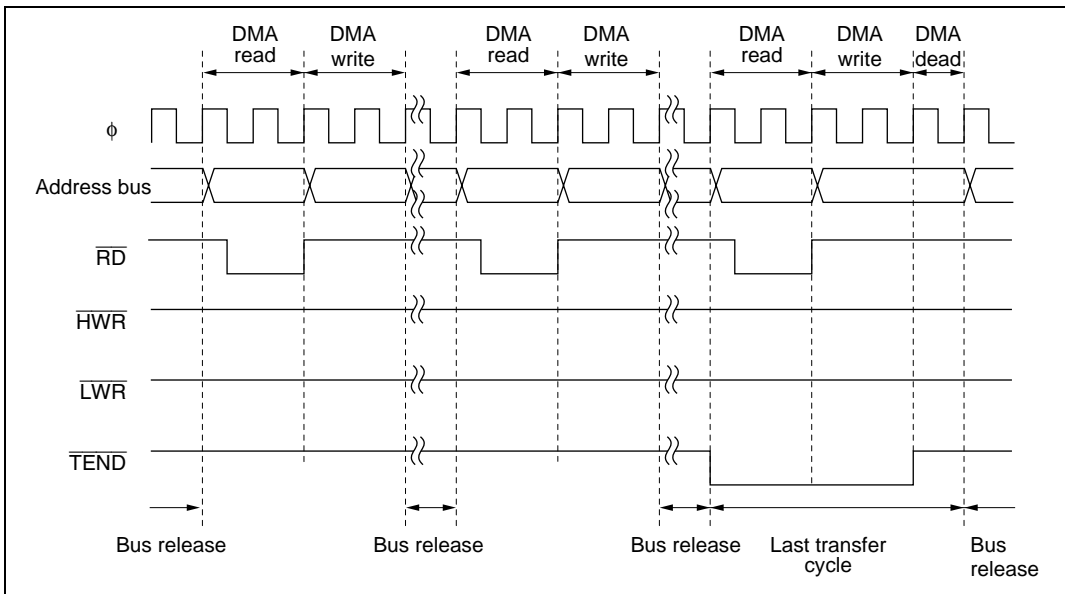 DMA read
DMA write
DMA read
DMA write
DMA read
DMA write
DMA dead
φ
Address bus
RD
HWR
LWR
TEND
Bus release
Bus release
Bus release
Last transfer cycle
Bus release